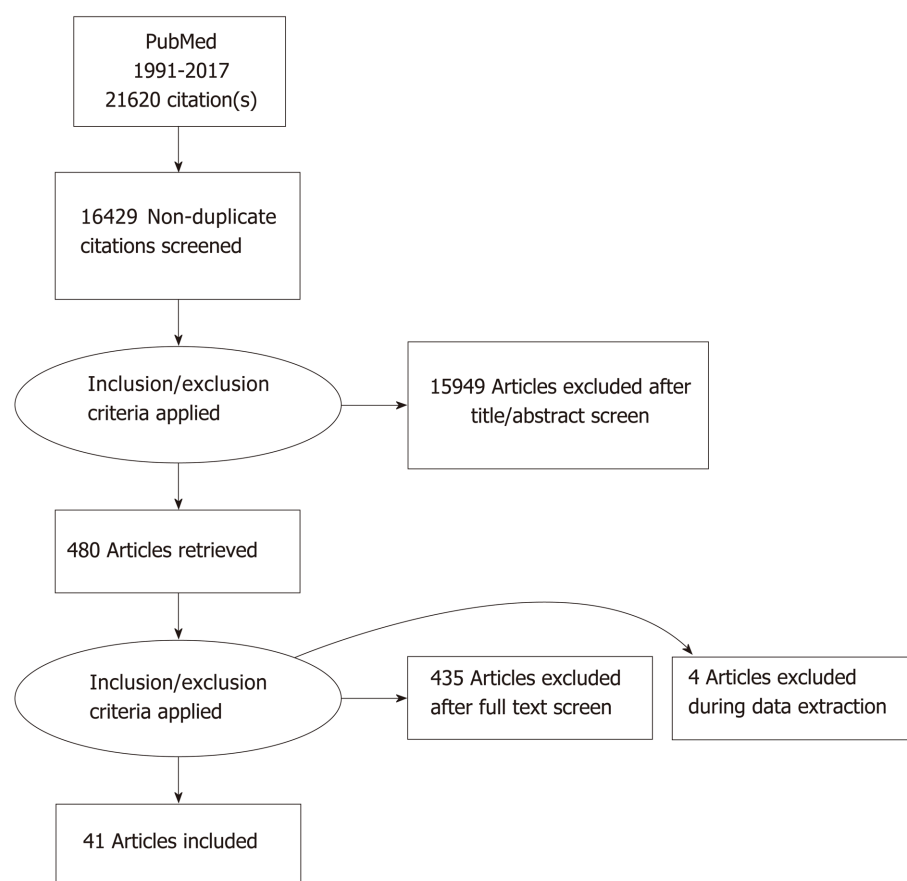 PubMed
1991-2017
21620 citation(s)
16429 Non-duplicate
citations screened
Inclusion/exclusion
criteria applied
15949 Articles excluded after
title/abstract screen
480 Articles retrieved
Inclusion/exclusion
criteria applied
435 Articles excluded
after full text screen
4 Articles excluded
during data extraction
41 Articles included